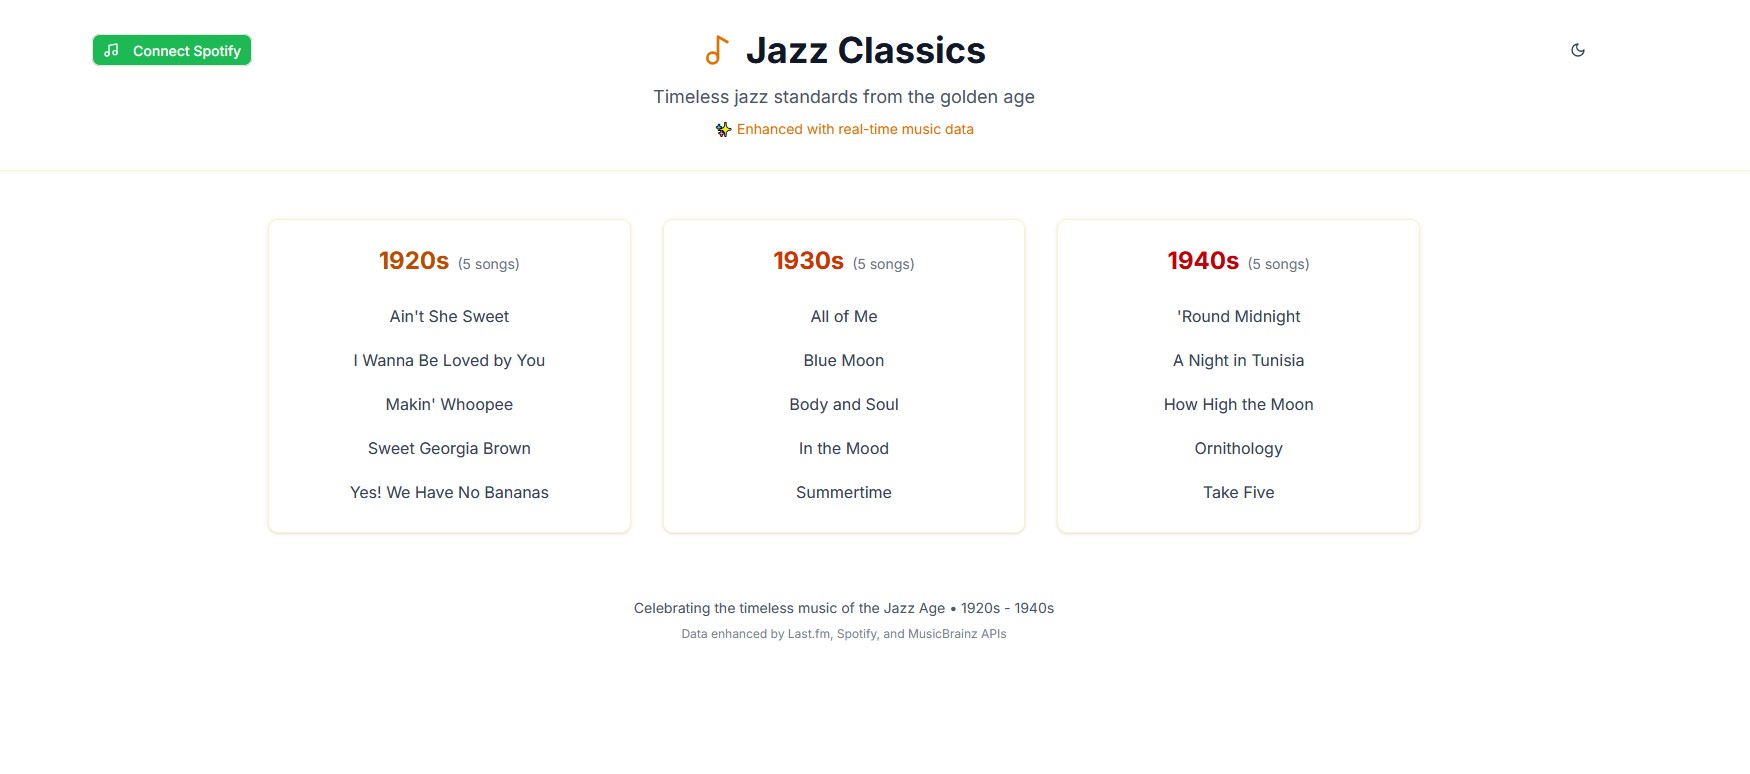 Connect Spotify
Jazz Classics
Timeless jazz standards from the golden age
✨ Enhanced with real-time music data
1920s (5 songs)
Ain't She Sweet
I Wanna Be Loved by You
Makin' Whoopee
Sweet Georgia Brown
Yes! We Have No Bananas
1930s (5 songs)
All of Me
Blue Moon
Body and Soul
In the Mood
Summertime
1940s (5 songs)
'Round Midnight
A Night in Tunisia
How High the Moon
Ornithology
Take Five
Celebrating the timeless music of the Jazz Age • 1920s - 1940s
Data enhanced by Last.fm, Spotify, and MusicBrainz APIs